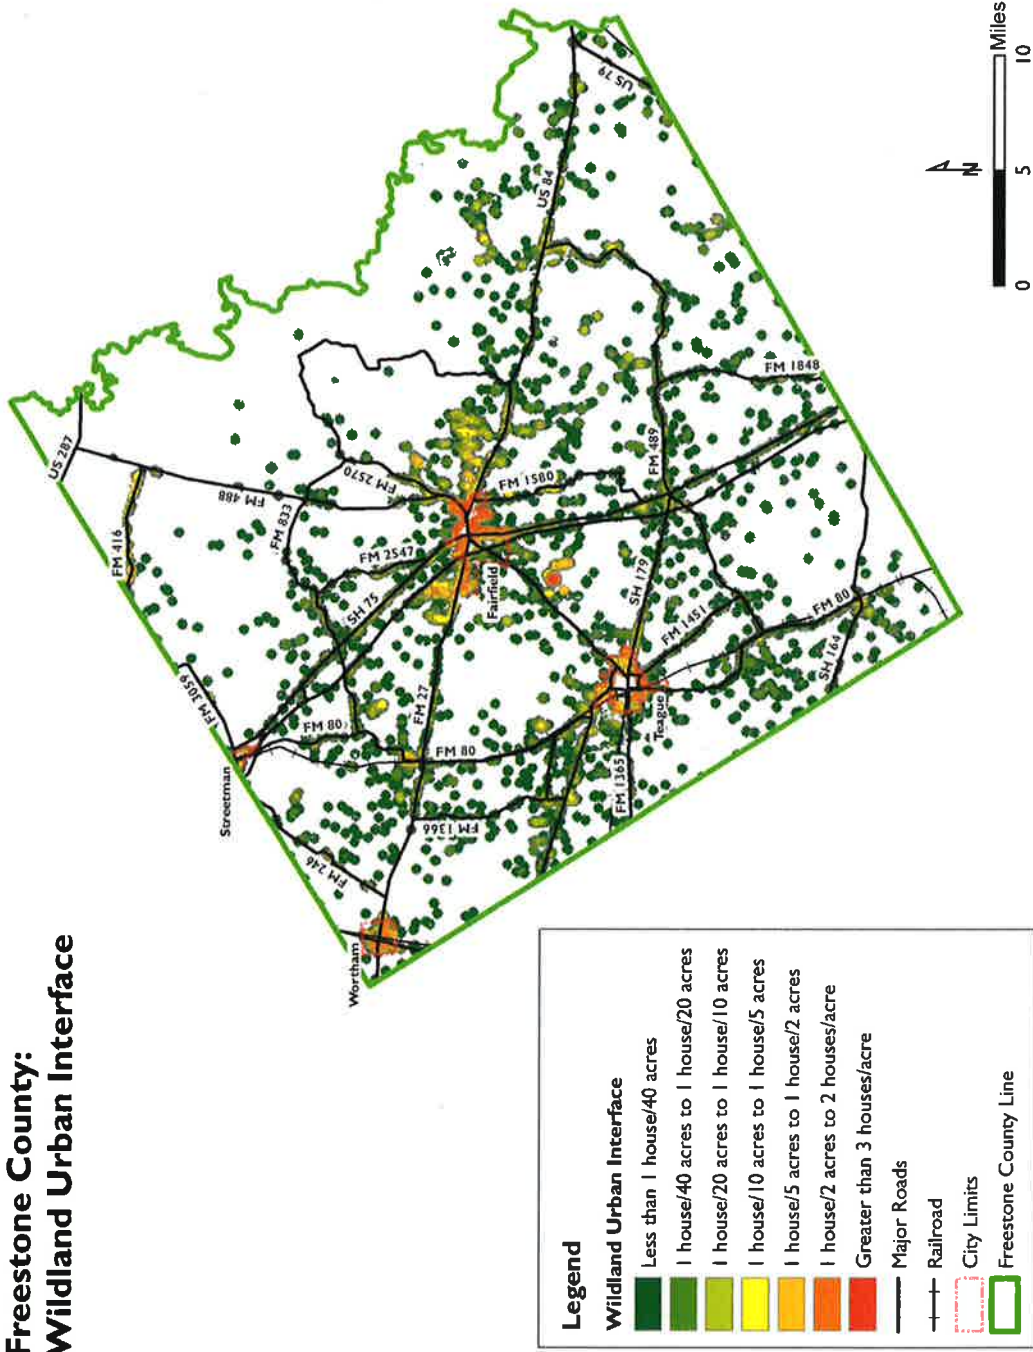 Freestone County:
Wildland Urban Interface
Wortham
Streetman
Teague
Fairfield
FM 246
FM 1366
FM 27
FM 80
FM 80
FM 3059
FM 1365
SH 75
FM 2547
FM 833
FM 416
FM 488
US 287
FM 2570
FM 1580
SH 179
FM 1451
FM 489
SH 164
FM 80
FM 1848
US 84
US 79
Legend
Wildland Urban Interface
Less than 1 house/40 acres
1 house/40 acres to 1 house/20 acres
1 house/20 acres to 1 house/10 acres
1 house/10 acres to 1 house/5 acres
1 house/5 acres to 1 house/2 acres
1 house/2 acres to 2 houses/acre
Greater than 3 houses/acre
Major Roads
Railroad
City Limits
Freestone County Line
N
0 5 10 Miles